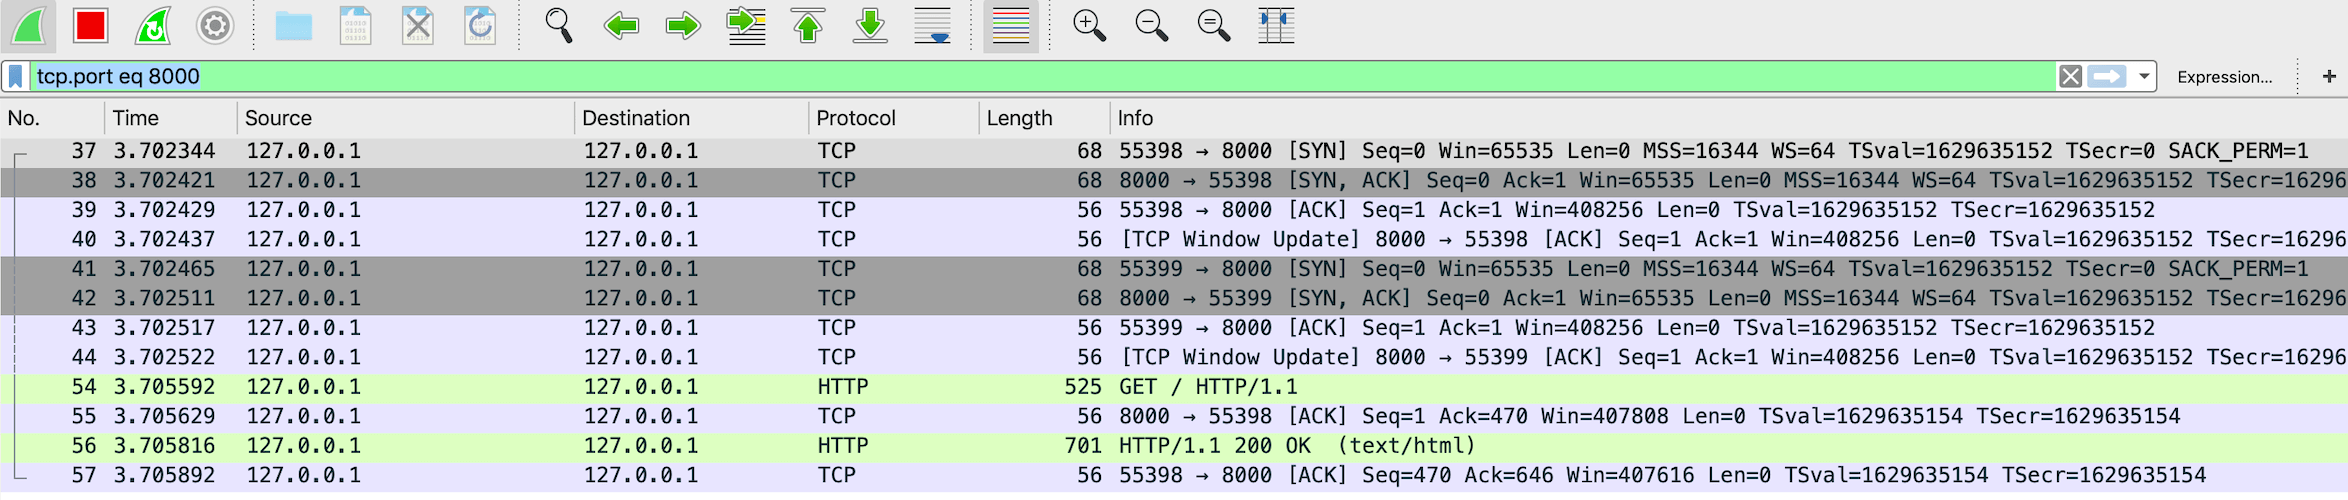 tcp.port eq 8000 Expression... +
No. Time Source Destination Protocol Length Info
37 3.702344 127.0.0.1 127.0.0.1 TCP 68 55398 → 8000 [SYN] Seq=0 Win=65535 Len=0 MSS=16344 WS=64 TSval=1629635152 TSecr=0 SACK_PERM=1
38 3.702421 127.0.0.1 127.0.0.1 TCP 68 8000 → 55398 [SYN, ACK] Seq=0 Ack=1 Win=65535 Len=0 MSS=16344 WS=64 TSval=1629635152 TSecr=16296
39 3.702429 127.0.0.1 127.0.0.1 TCP 56 55398 → 8000 [ACK] Seq=1 Ack=1 Win=408256 Len=0 TSval=1629635152 TSecr=1629635152
40 3.702437 127.0.0.1 127.0.0.1 TCP 56 [TCP Window Update] 8000 → 55398 [ACK] Seq=1 Ack=1 Win=408256 Len=0 TSval=1629635152 TSecr=16296
41 3.702465 127.0.0.1 127.0.0.1 TCP 68 55399 → 8000 [SYN] Seq=0 Win=65535 Len=0 MSS=16344 WS=64 TSval=1629635152 TSecr=0 SACK_PERM=1
42 3.702511 127.0.0.1 127.0.0.1 TCP 68 8000 → 55399 [SYN, ACK] Seq=0 Ack=1 Win=65535 Len=0 MSS=16344 WS=64 TSval=1629635152 TSecr=16296
43 3.702517 127.0.0.1 127.0.0.1 TCP 56 55399 → 8000 [ACK] Seq=1 Ack=1 Win=408256 Len=0 TSval=1629635152 TSecr=1629635152
44 3.702522 127.0.0.1 127.0.0.1 TCP 56 [TCP Window Update] 8000 → 55399 [ACK] Seq=1 Ack=1 Win=408256 Len=0 TSval=1629635152 TSecr=16296
54 3.705592 127.0.0.1 127.0.0.1 HTTP 525 GET / HTTP/1.1
55 3.705629 127.0.0.1 127.0.0.1 TCP 56 8000 → 55398 [ACK] Seq=1 Ack=470 Win=407808 Len=0 TSval=1629635154 TSecr=1629635154
56 3.705816 127.0.0.1 127.0.0.1 HTTP 701 HTTP/1.1 200 OK (text/html)
57 3.705892 127.0.0.1 127.0.0.1 TCP 56 55398 → 8000 [ACK] Seq=470 Ack=646 Win=407616 Len=0 TSval=1629635154 TSecr=1629635154